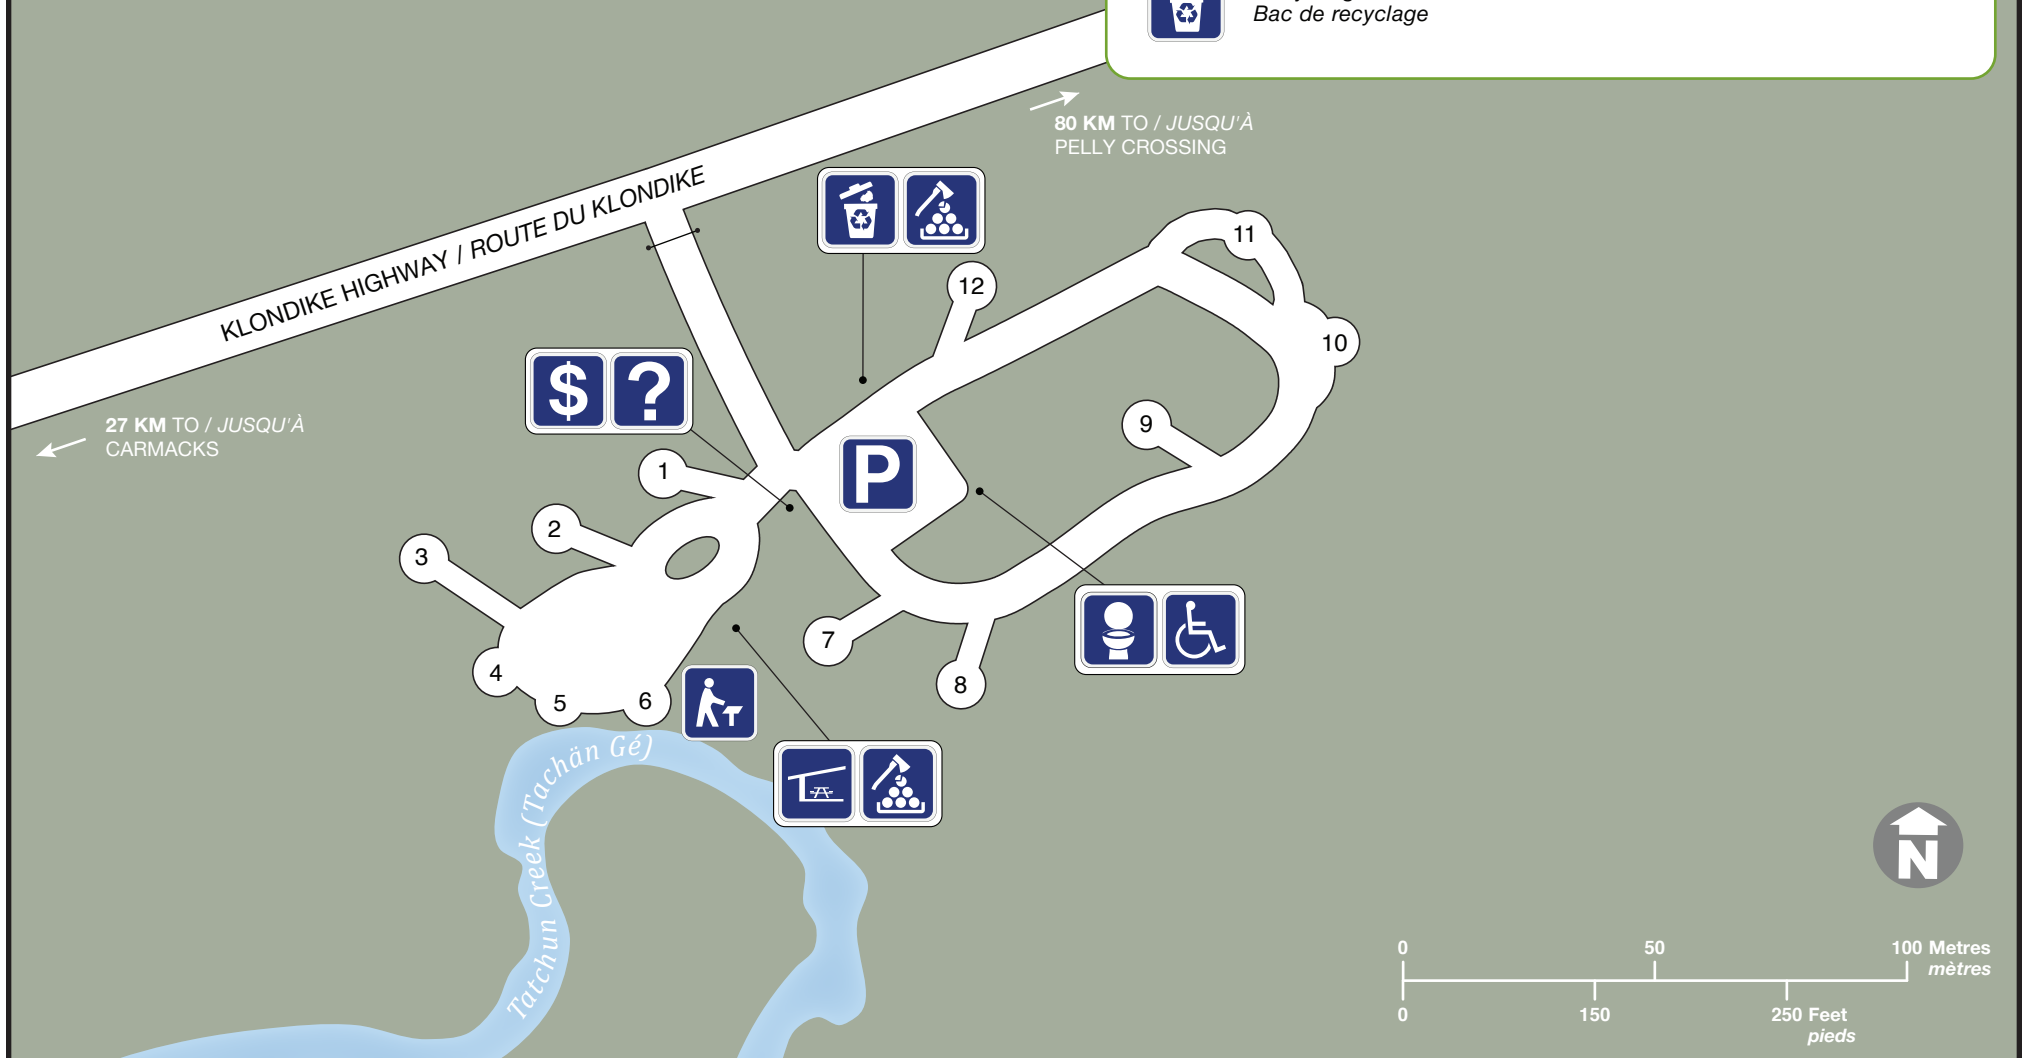 Bac de recyclage
80 KM TO / JUSQU'À
PELLY CROSSING
KLONDIKE HIGHWAY / ROUTE DU KLONDIKE
11
12
10
$ ?
27 KM TO / JUSQU'À
CARMACKS
9
P
1
2
3
7
4
8
5
6
Tatchun Creek (Tachän Gé)
N
0 50 100 Metres
mètres
0 150 250 Feet
pieds